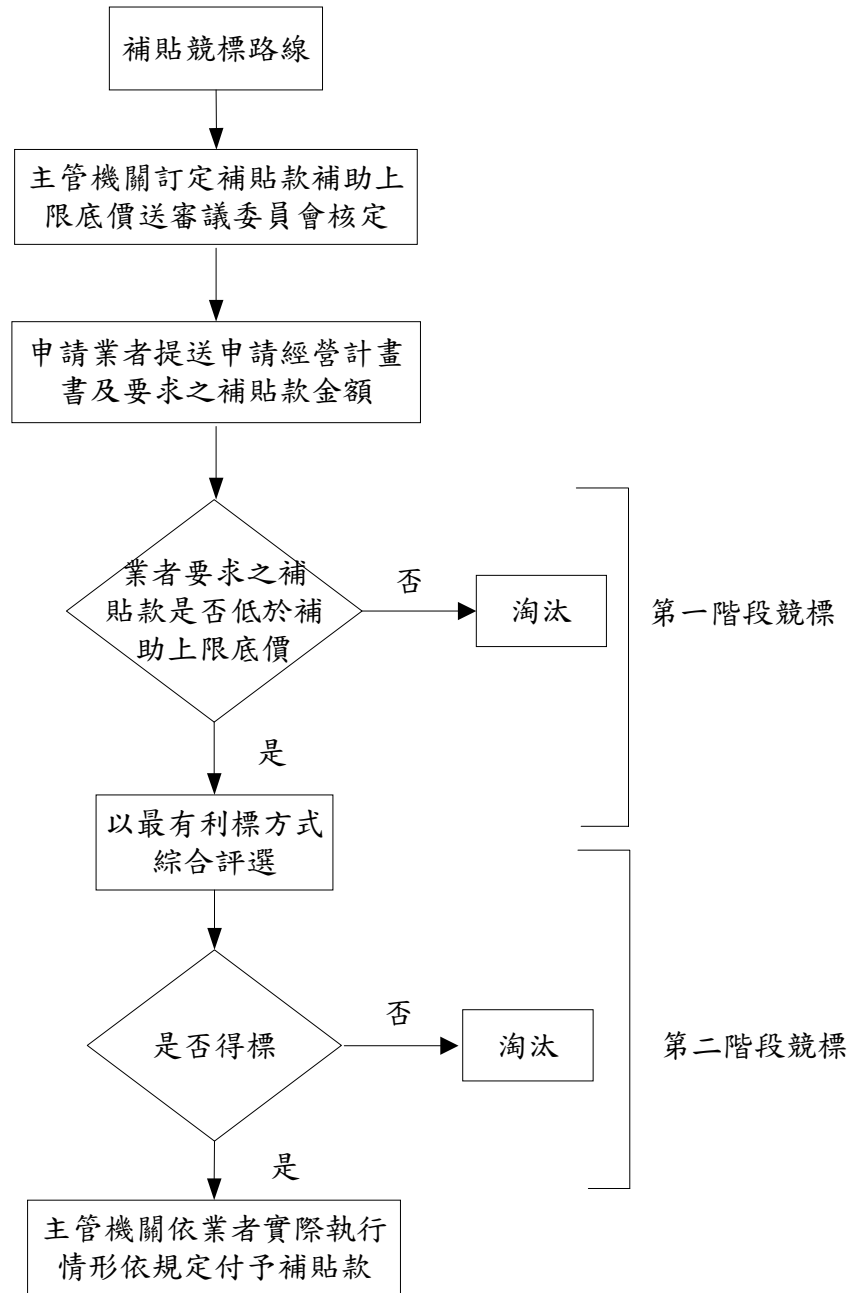 補貼競標路線
主管機關訂定補貼款補助上
限底價送審議委員會核定
申請業者提送申請經營計畫
書及要求之補貼款金額
業者要求之補
貼款是否低於補
助上限底價
否
淘汰
第一階段競標
是
以最有利標方式
綜合評選
是否得標
否
淘汰
第二階段競標
是
主管機關依業者實際執行
情形依規定付予補貼款